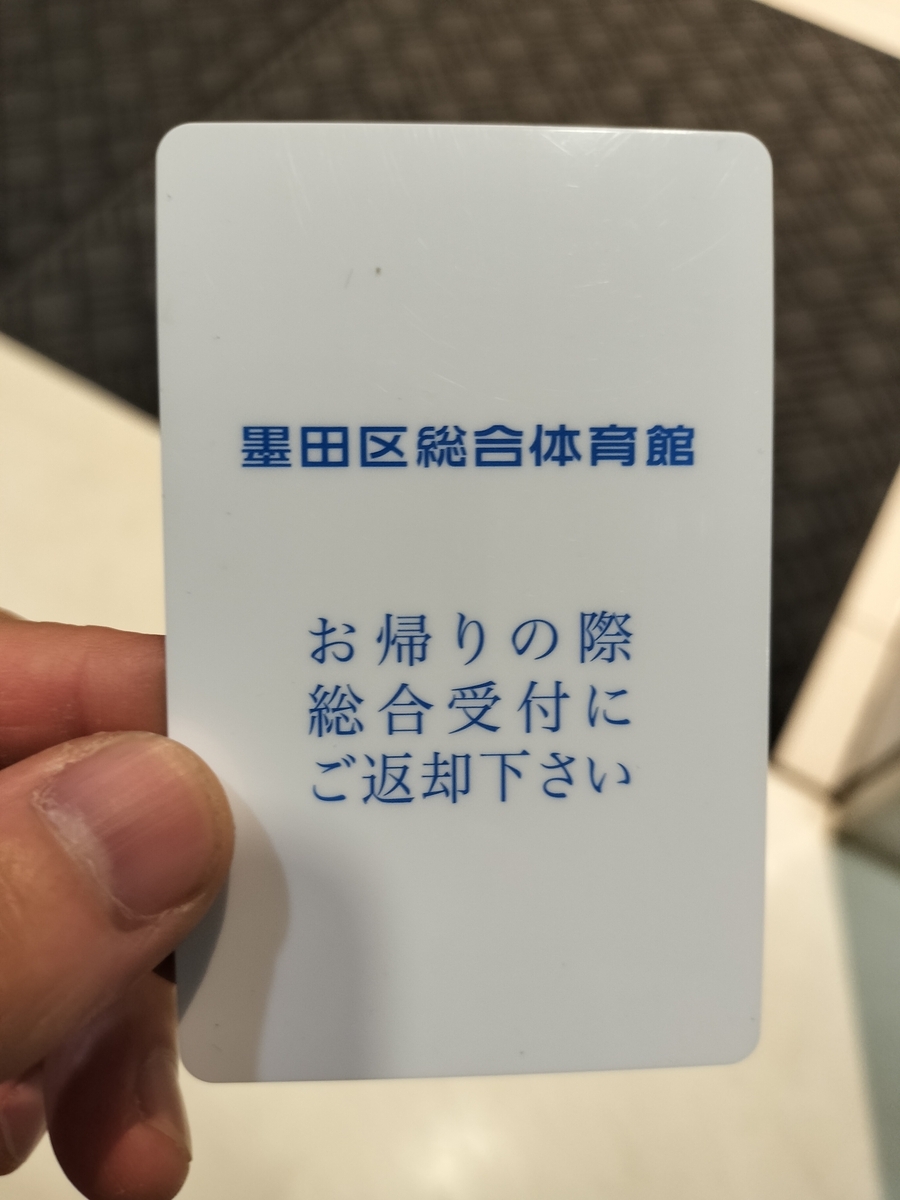 墨田区総合体育館
お帰りの際
総合受付に
ご返却下さい